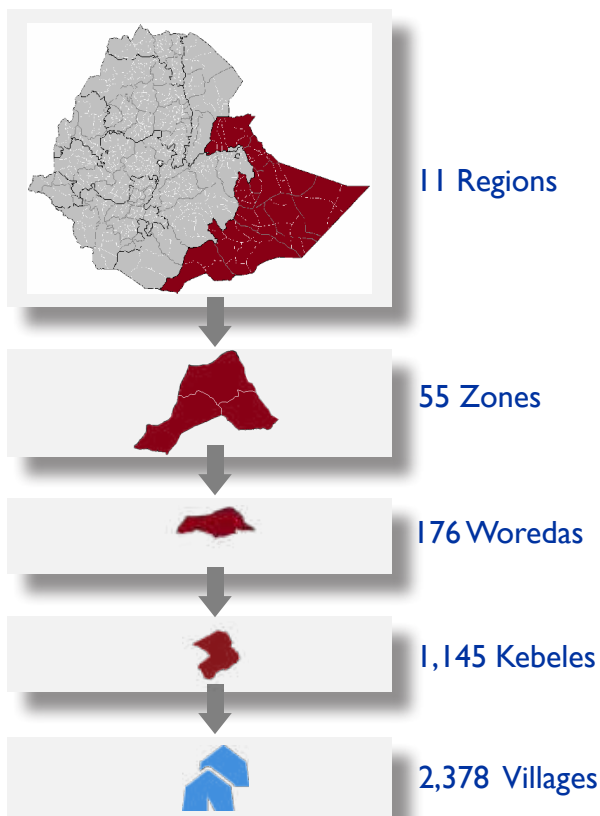 11 Regions
55 Zones
176 Woredas
1,145 Kebeles
2,378 Villages